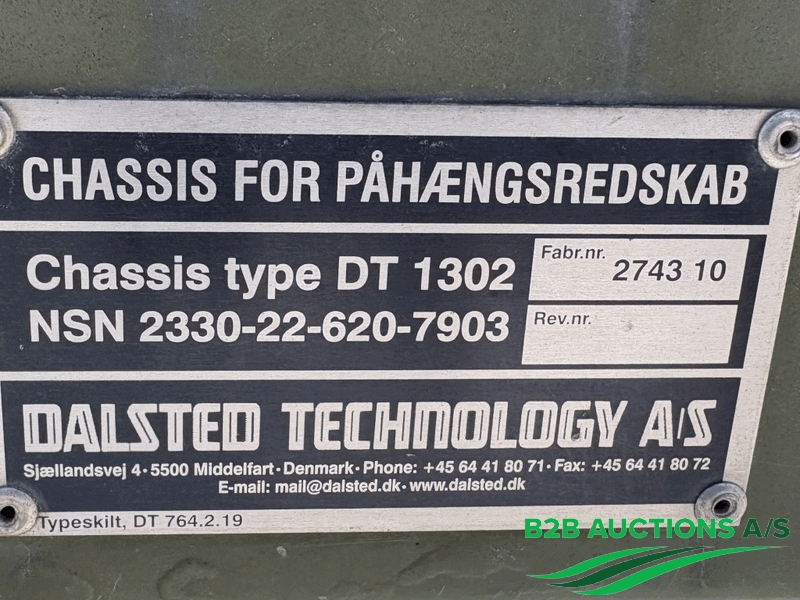 CHASSIS FOR PÅHÆNGSREDSKAB
Chassis type DT 1302
Fabr.nr. 2743 10
NSN 2330-22-620-7903
Rev.nr.
DALSTED TECHNOLOGY A/S
Sjællandsvej 4 · 5500 Middelfart · Denmark · Phone: +45 64 41 80 71 · Fax: +45 64 41 80 72
E-mail: mail@dalsted.dk · www.dalsted.dk
Typeskilt, DT 764.2.19
B2B AUCTIONS A/S